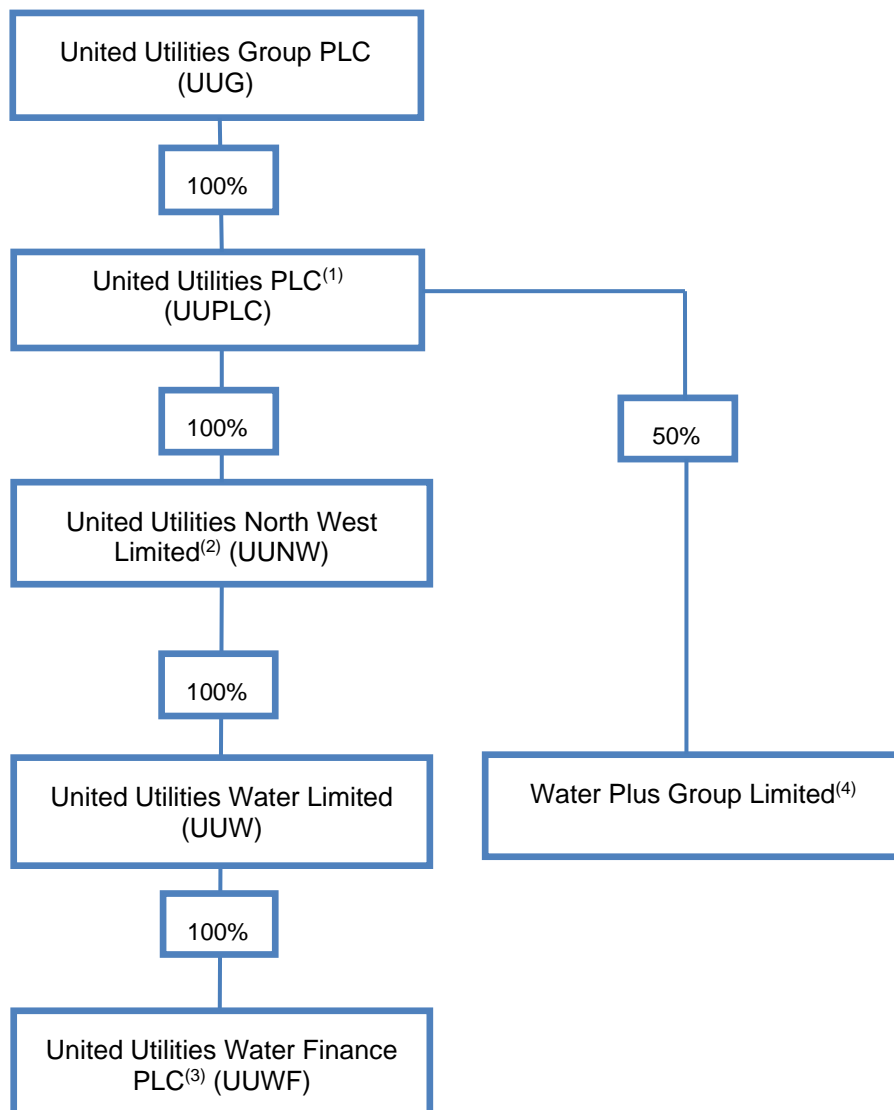 United Utilities Group PLC
(UUG)
100%
United Utilities PLC(1)
(UUPLC)
100%
50%
United Utilities North West
Limited(2) (UUNW)
100%
United Utilities Water Limited
(UUW)
Water Plus Group Limited(4)
100%
United Utilities Water Finance
PLC(3) (UUWF)